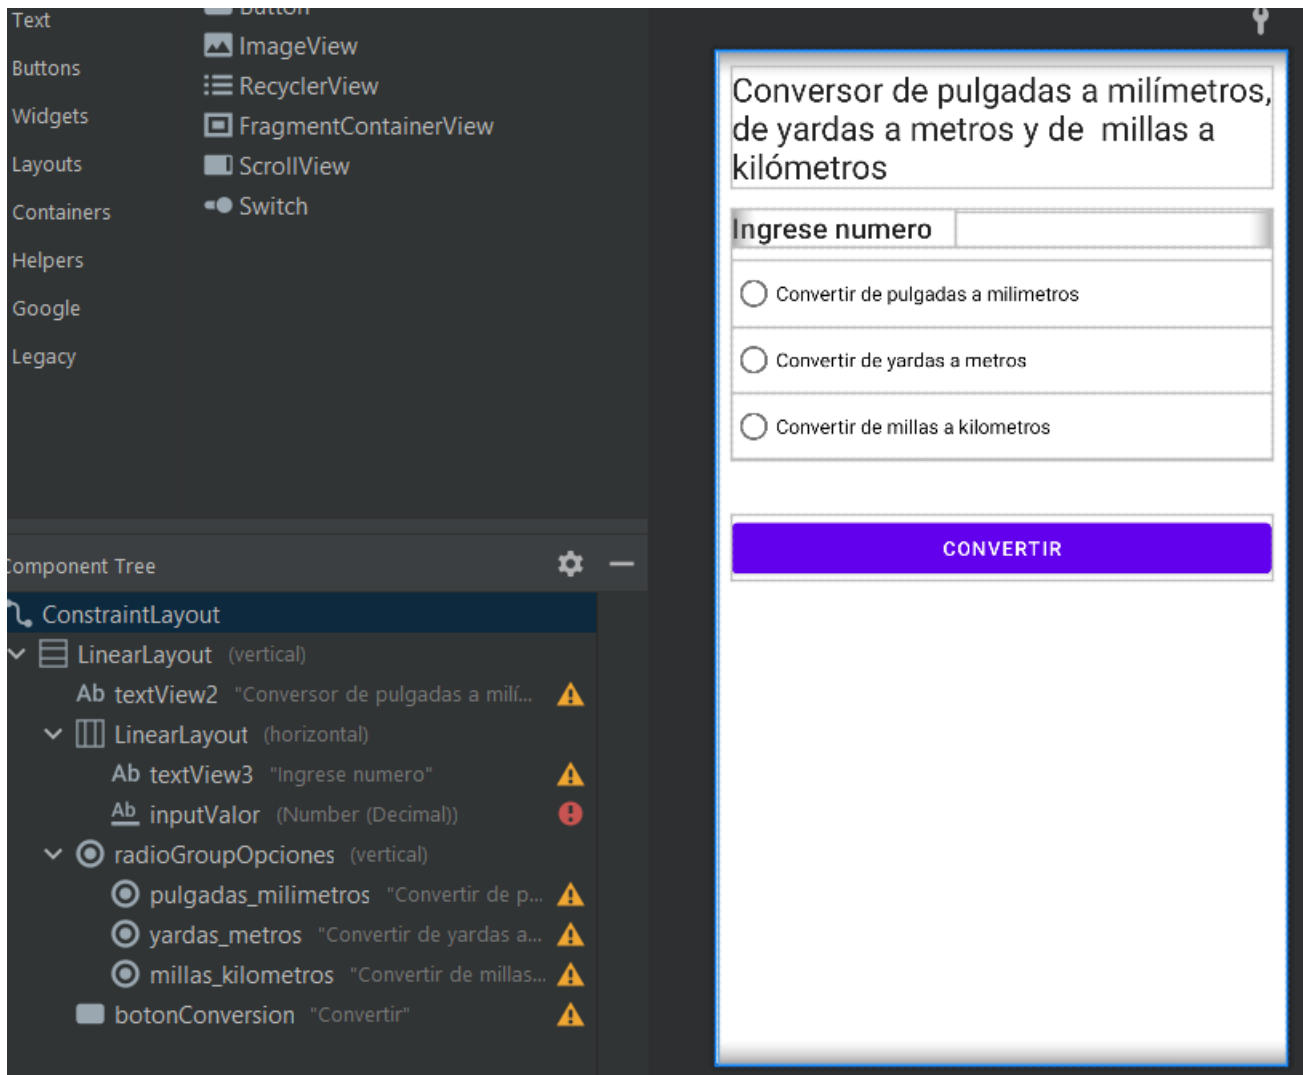 Text
Buttons
Widgets
Layouts
Containers
Helpers
Google
Legacy
Button
ImageView
RecyclerView
FragmentContainerView
ScrollView
Switch
Component Tree
ConstraintLayout
LinearLayout (vertical)
Ab textView2 "Conversor de pulgadas a milí...
LinearLayout (horizontal)
Ab textView3 "Ingrese numero"
Ab inputValor (Number (Decimal))
radioGroupOpciones (vertical)
pulgadas_milimetros "Convertir de p...
yardas_metros "Convertir de yardas a...
millas_kilometros "Convertir de millas...
botonConversion "Convertir"
Conversor de pulgadas a milímetros,
de yardas a metros y de  millas a
kilómetros
Ingrese numero
Convertir de pulgadas a milimetros
Convertir de yardas a metros
Convertir de millas a kilometros
CONVERTIR